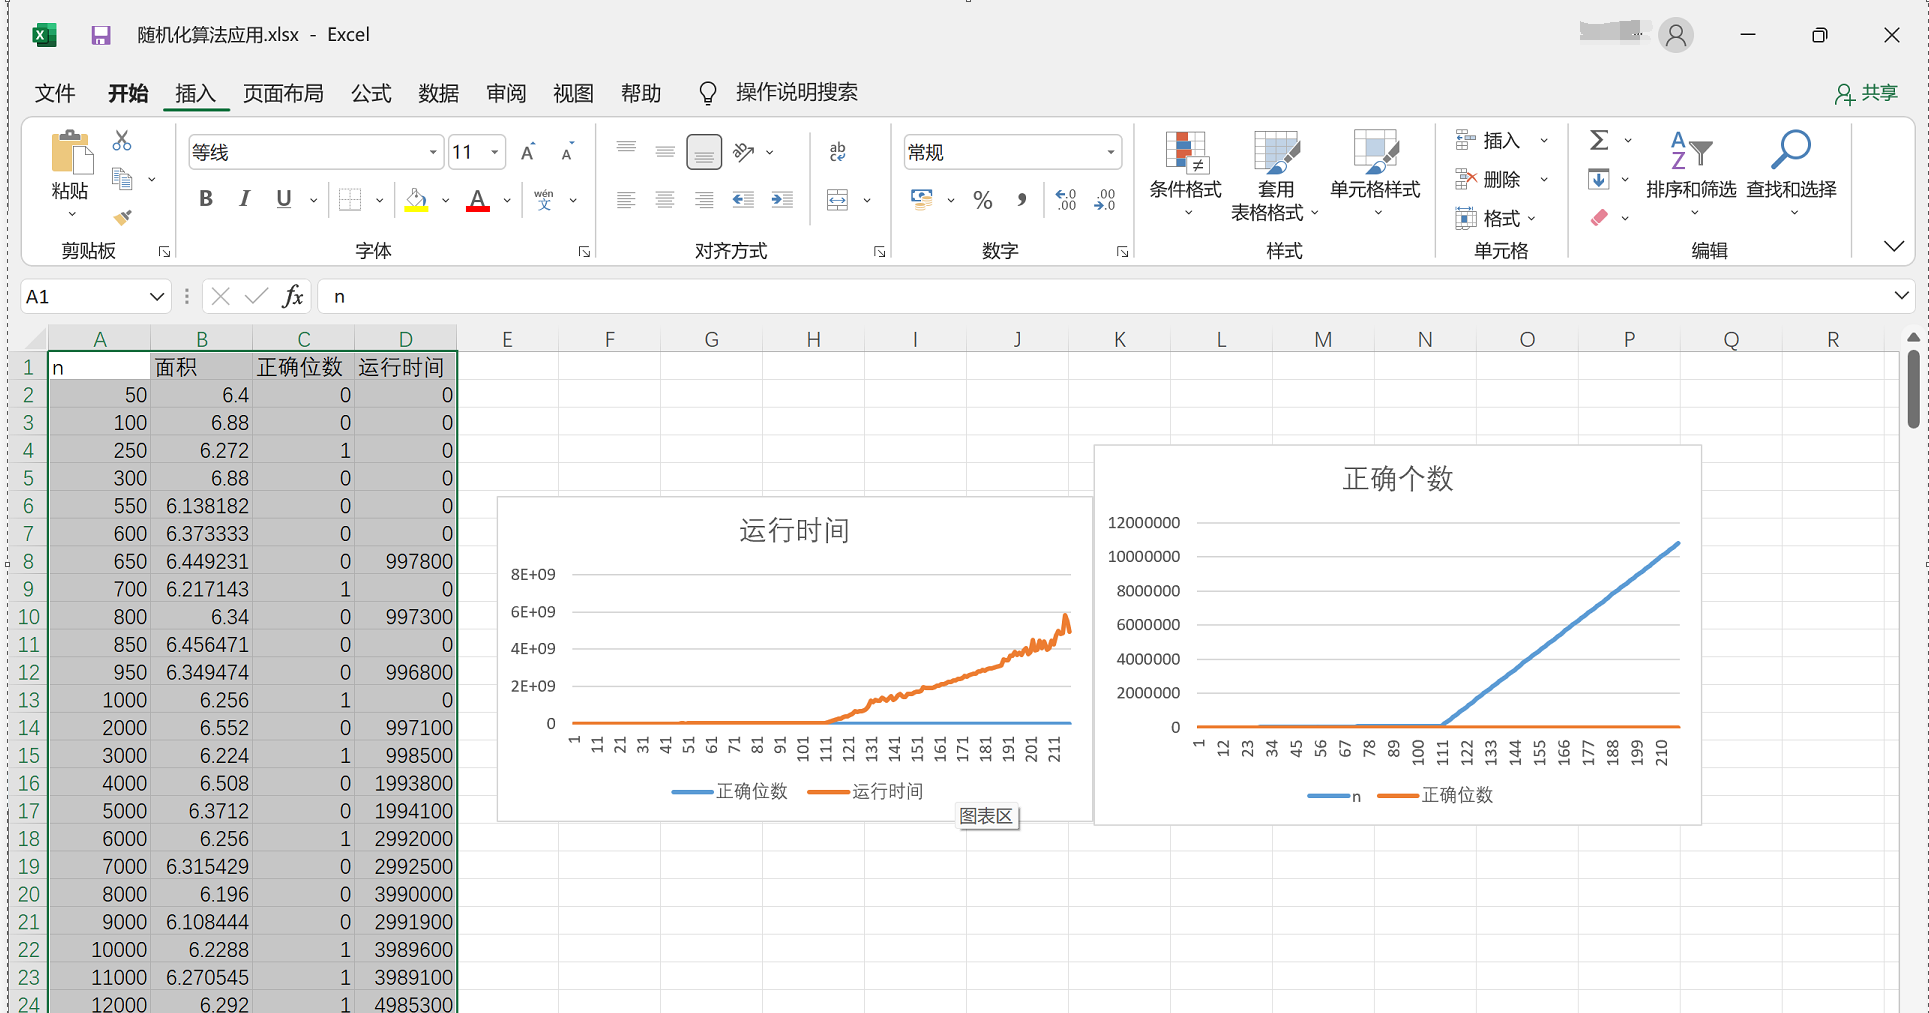 随机化算法应用.xlsx - Excel
文件 开始 插入 页面布局 公式 数据 审阅 视图 帮助 操作说明搜索 共享
粘贴
剪贴板
等线 11
B I U A wén 文
字体
ab
对齐方式
常规
% , .00 .0
数字
条件格式 套用 表格格式 单元格样式
样式
插入
删除
格式
单元格
Σ
排序和筛选 查找和选择
编辑
A1 fx n
A B C D E F G H I J K L M N O P Q R
1 n 面积 正确位数 运行时间
2 50 6.4 0 0
3 100 6.88 0 0
4 250 6.272 1 0
5 300 6.88 0 0
6 550 6.138182 0 0
7 600 6.373333 0 0
8 650 6.449231 0 997800
9 700 6.217143 1 0
10 800 6.34 0 997300
11 850 6.456471 0 0
12 950 6.349474 0 996800
13 1000 6.256 1 0
14 2000 6.552 0 997100
15 3000 6.224 1 998500
16 4000 6.508 0 1993800
17 5000 6.3712 0 1994100
18 6000 6.256 1 2992000
19 7000 6.315429 0 2992500
20 8000 6.196 0 3990000
21 9000 6.108444 0 2991900
22 10000 6.2288 1 3989600
23 11000 6.270545 1 3989100
24 12000 6.292 1 4985300
运行时间
8E+09
6E+09
4E+09
2E+09
0
1 11 21 31 41 51 61 71 81 91 101 111 121 131 141 151 161 171 181 191 201 211
正确位数 运行时间
图表区
正确个数
12000000
10000000
8000000
6000000
4000000
2000000
0
1 12 23 34 45 56 67 78 89 100 111 122 133 144 155 166 177 188 199 210
n 正确位数